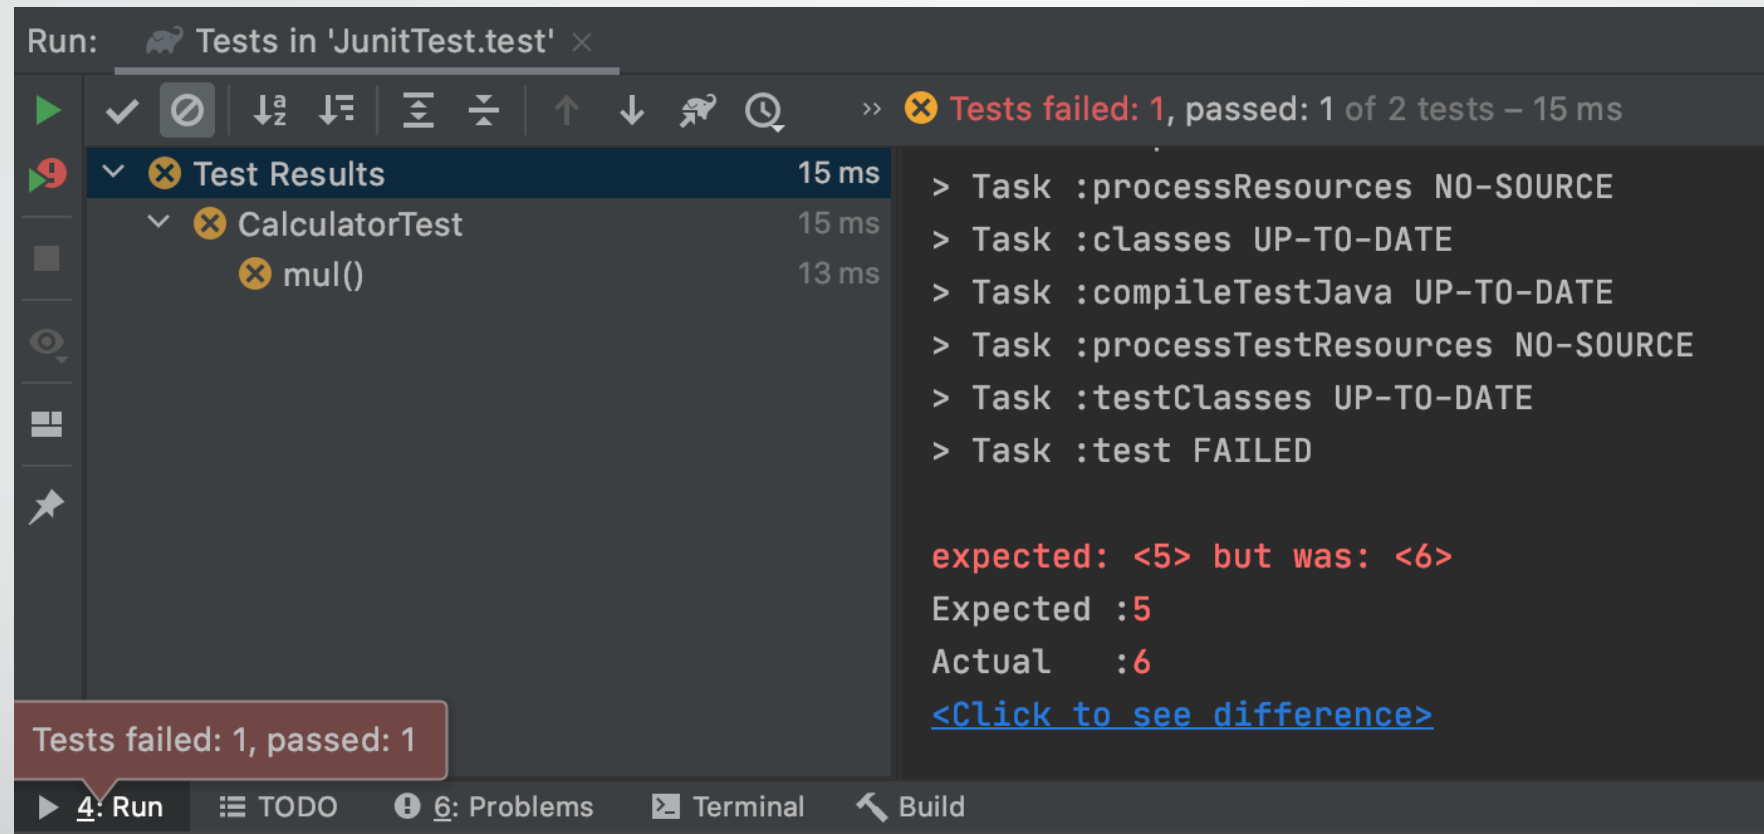 Run: Tests in 'JunitTest.test'
Tests failed: 1, passed: 1 of 2 tests – 15 ms
Test Results 15 ms
CalculatorTest 15 ms
mul() 13 ms
> Task :processResources NO-SOURCE
> Task :classes UP-TO-DATE
> Task :compileTestJava UP-TO-DATE
> Task :processTestResources NO-SOURCE
> Task :testClasses UP-TO-DATE
> Task :test FAILED
expected: <5> but was: <6>
Expected :5
Actual   :6
<Click to see difference>
Tests failed: 1, passed: 1
4: Run TODO 6: Problems Terminal Build